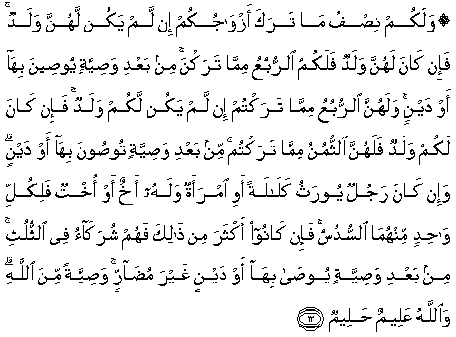 ۞ وَلَكُمْ نِصْفُ مَا تَرَكَ أَزْوَٰجُكُمْ إِن لَّمْ يَكُن لَّهُنَّ وَلَدٌ ۚ
فَإِن كَانَ لَهُنَّ وَلَدٌ فَلَكُمُ ٱلرُّبُعُ مِمَّا تَرَكْنَ ۚ مِنۢ بَعْدِ وَصِيَّةٍ يُوصِينَ بِهَآ
أَوْ دَيْنٍ ۚ وَلَهُنَّ ٱلرُّبُعُ مِمَّا تَرَكْتُمْ إِن لَّمْ يَكُن لَّكُمْ وَلَدٌ ۚ فَإِن كَانَ
لَكُمْ وَلَدٌ فَلَهُنَّ ٱلثُّمُنُ مِمَّا تَرَكْتُم ۚ مِّنۢ بَعْدِ وَصِيَّةٍ تُوصُونَ بِهَآ أَوْ دَيْنٍ ۗ
وَإِن كَانَ رَجُلٌ يُورَثُ كَلَٰلَةً أَوِ ٱمْرَأَةٌ وَلَهُۥٓ أَخٌ أَوْ أُخْتٌ فَلِكُلِّ
وَٰحِدٍ مِّنْهُمَا ٱلسُّدُسُ ۚ فَإِن كَانُوٓا۟ أَكْثَرَ مِن ذَٰلِكَ فَهُمْ شُرَكَآءُ فِى ٱلثُّلُثِ ۚ
مِنۢ بَعْدِ وَصِيَّةٍ يُوصَىٰ بِهَآ أَوْ دَيْنٍ غَيْرَ مُضَآرٍّ ۚ وَصِيَّةً مِّنَ ٱللَّهِ ۗ
وَٱللَّهُ عَلِيمٌ حَلِيمٌ ﴿١٢﴾